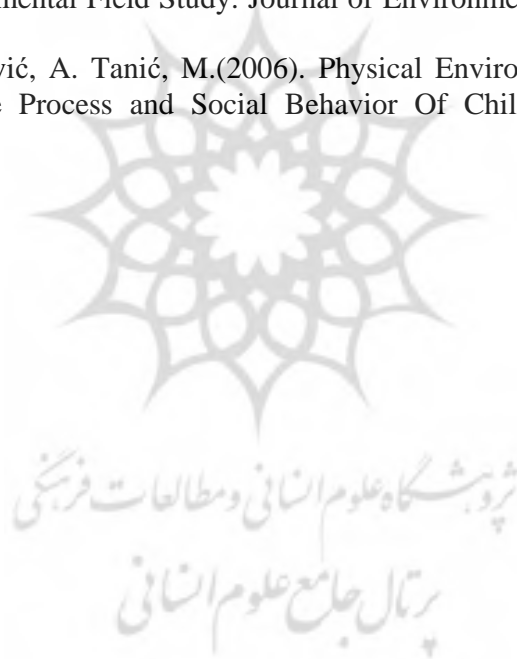 mental Field Study. Journal of Environme
vić, A. Tanić, M.(2006). Physical Enviro
e Process and Social Behavior Of Chil
پژوهشگاه علوم انسانی و مطالعات فرهنگی
پرتال جامع علوم انسانی